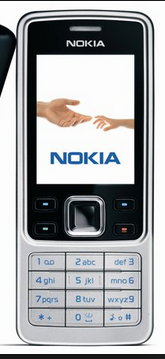 NOKIA
NOKIA
1 2 abc def 3
4 ghi 5 jkl mno 6
7 pqrs 8 tuv wxyz 9
* + 0 #